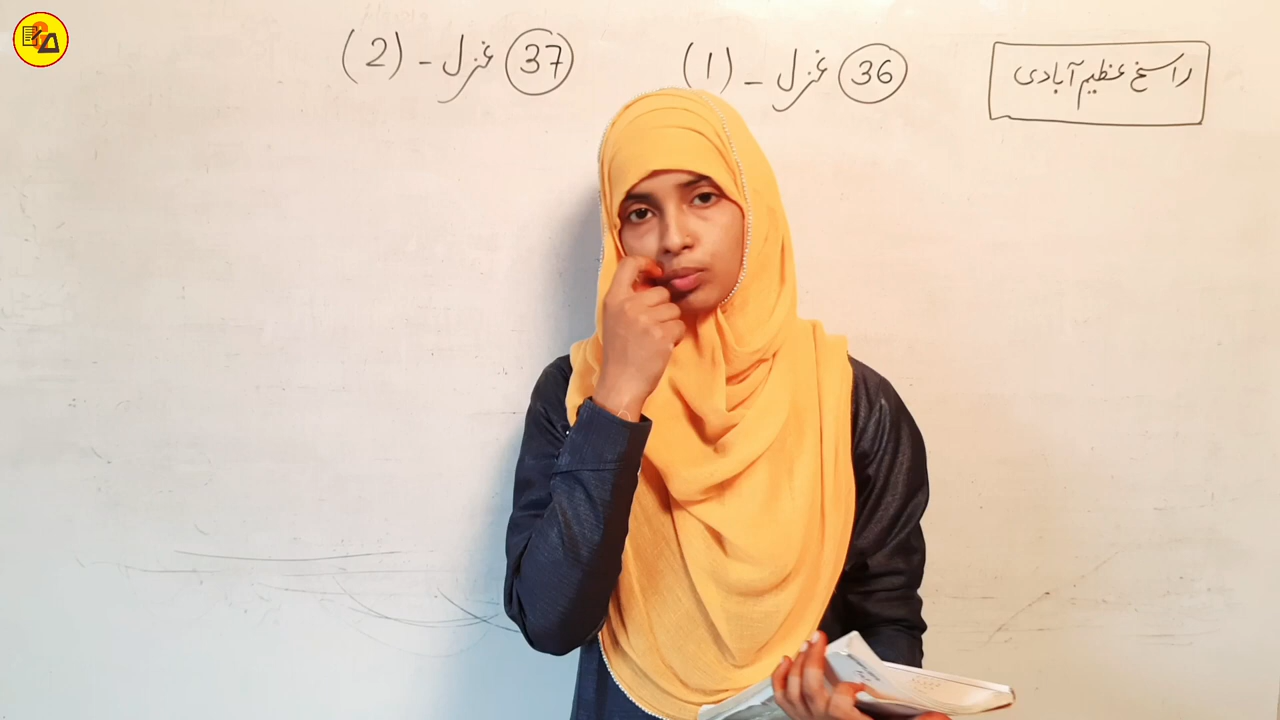 راسخ عظیم آبادی
36 غزل - (1)
37 غزل - (2)